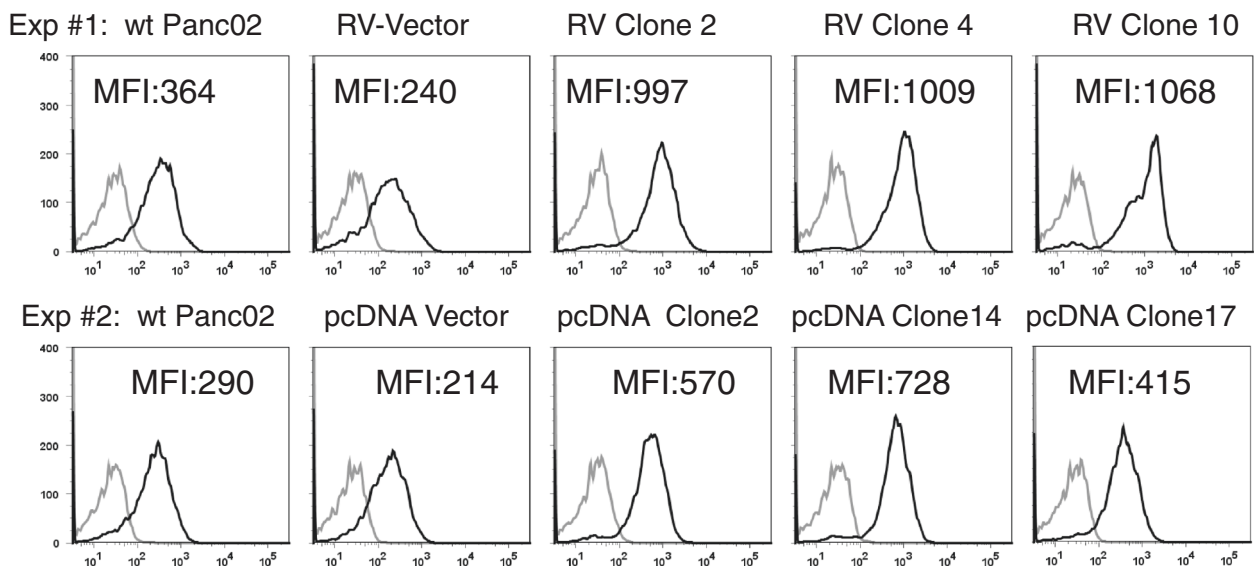 Exp #1: wt Panc02 RV-Vector RV Clone 2 RV Clone 4 RV Clone 10
400
MFI:364 MFI:240 MFI:997 MFI:1009 MFI:1068
300
200
100
0
10¹ 10² 10³ 10⁴ 10⁵ 10¹ 10² 10³ 10⁴ 10⁵ 10¹ 10² 10³ 10⁴ 10⁵ 10¹ 10² 10³ 10⁴ 10⁵ 10¹ 10² 10³ 10⁴ 10⁵
Exp #2: wt Panc02 pcDNA Vector pcDNA Clone2 pcDNA Clone14 pcDNA Clone17
400
MFI:290 MFI:214 MFI:570 MFI:728 MFI:415
300
200
100
0
10¹ 10² 10³ 10⁴ 10⁵ 10¹ 10² 10³ 10⁴ 10⁵ 10¹ 10² 10³ 10⁴ 10⁵ 10¹ 10² 10³ 10⁴ 10⁵ 10¹ 10² 10³ 10⁴ 10⁵